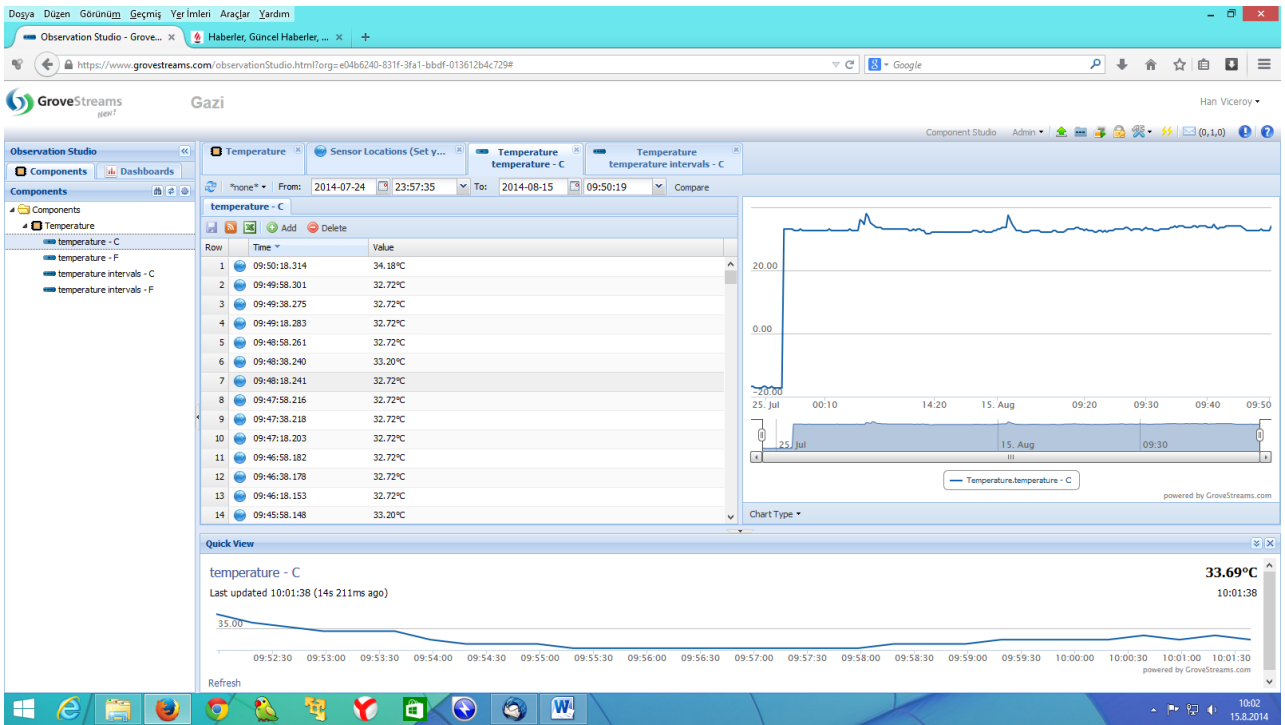 Dosya Düzen Görünüm Geçmiş Yer İmleri Araçlar Yardım
Observation Studio - Grove... Haberler, Güncel Haberler, ...
https://www.grovestreams.com/observationStudio.html?org=e04b6240-831f-3fa1-bbdf-013612b4c729# Google
GroveStreams Gazi Han Viceroy
New!
Component Studio Admin (0,1,0)
Observation Studio
Components Dashboards
Components
Components
Temperature
temperature - C
temperature - F
temperature intervals - C
temperature intervals - F
Temperature
Sensor Locations (Set y...
Temperature
temperature - C
Temperature
temperature intervals - C
*none* From: 2014-07-24 23:57:35 To: 2014-08-15 09:50:19 Compare
temperature - C
Add Delete
Row Time Value
1 09:50:18.314 34.18°C
2 09:49:58.301 32.72°C
3 09:49:38.275 32.72°C
4 09:49:18.283 32.72°C
5 09:48:58.261 32.72°C
6 09:48:38.240 33.20°C
7 09:48:18.241 32.72°C
8 09:47:58.216 32.72°C
9 09:47:38.218 32.72°C
10 09:47:18.203 32.72°C
11 09:46:58.182 32.72°C
12 09:46:38.178 32.72°C
13 09:46:18.153 32.72°C
14 09:45:58.148 33.20°C
20.00
0.00
-20.00
25. Jul 00:10 14:20 15. Aug 09:20 09:30 09:40 09:50
25. Jul 15. Aug 09:30
Temperature.temperature - C
powered by GroveStreams.com
Chart Type
Quick View
temperature - C 33.69°C
Last updated 10:01:38 (14s 211ms ago) 10:01:38
35.00
09:52:30 09:53:00 09:53:30 09:54:00 09:54:30 09:55:00 09:55:30 09:56:00 09:56:30 09:57:00 09:57:30 09:58:00 09:58:30 09:59:00 09:59:30 10:00:00 10:00:30 10:01:00 10:01:30
powered by GroveStreams.com
Refresh
10:02
15.8.2014